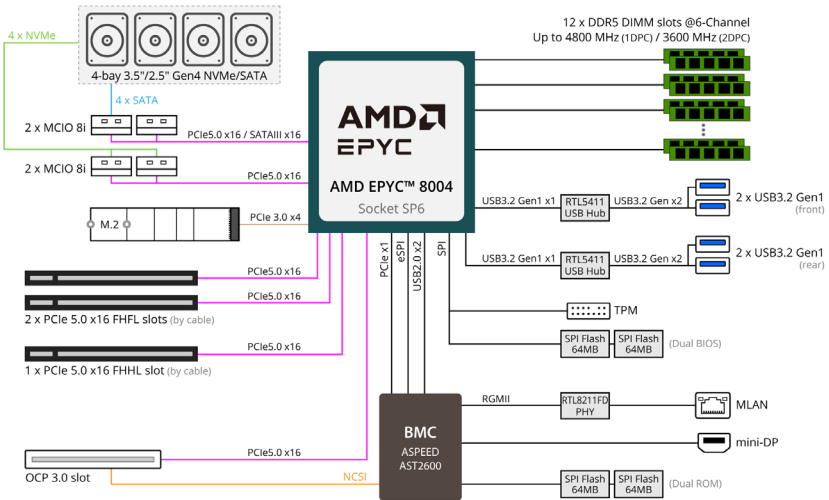 4 x NVMe
4-bay 3.5"/2.5" Gen4 NVMe/SATA
4 x SATA
2 x MCIO 8i
PCIe5.0 x16 / SATAIII x16
2 x MCIO 8i
PCIe5.0 x16
M.2
PCIe 3.0 x4
PCIe5.0 x16
PCIe5.0 x16
2 x PCIe 5.0 x16 FHFL slots (by cable)
PCIe5.0 x16
1 x PCIe 5.0 x16 FHHL slot (by cable)
PCIe5.0 x16
OCP 3.0 slot
NCSI
AMD
EPYC
AMD EPYC™ 8004
Socket SP6
PCIe x1
eSPI
USB2.0 x2
SPI
12 x DDR5 DIMM slots @6-Channel
Up to 4800 MHz (1DPC) / 3600 MHz (2DPC)
USB3.2 Gen1 x1
RTL5411
USB Hub
USB3.2 Gen x2
2 x USB3.2 Gen1
(front)
USB3.2 Gen1 x1
RTL5411
USB Hub
USB3.2 Gen x2
2 x USB3.2 Gen1
(rear)
TPM
SPI Flash
64MB
SPI Flash
64MB
(Dual BIOS)
BMC
ASPEED
AST2600
RGMII
RTL8211FD
PHY
MLAN
mini-DP
SPI Flash
64MB
SPI Flash
64MB
(Dual ROM)